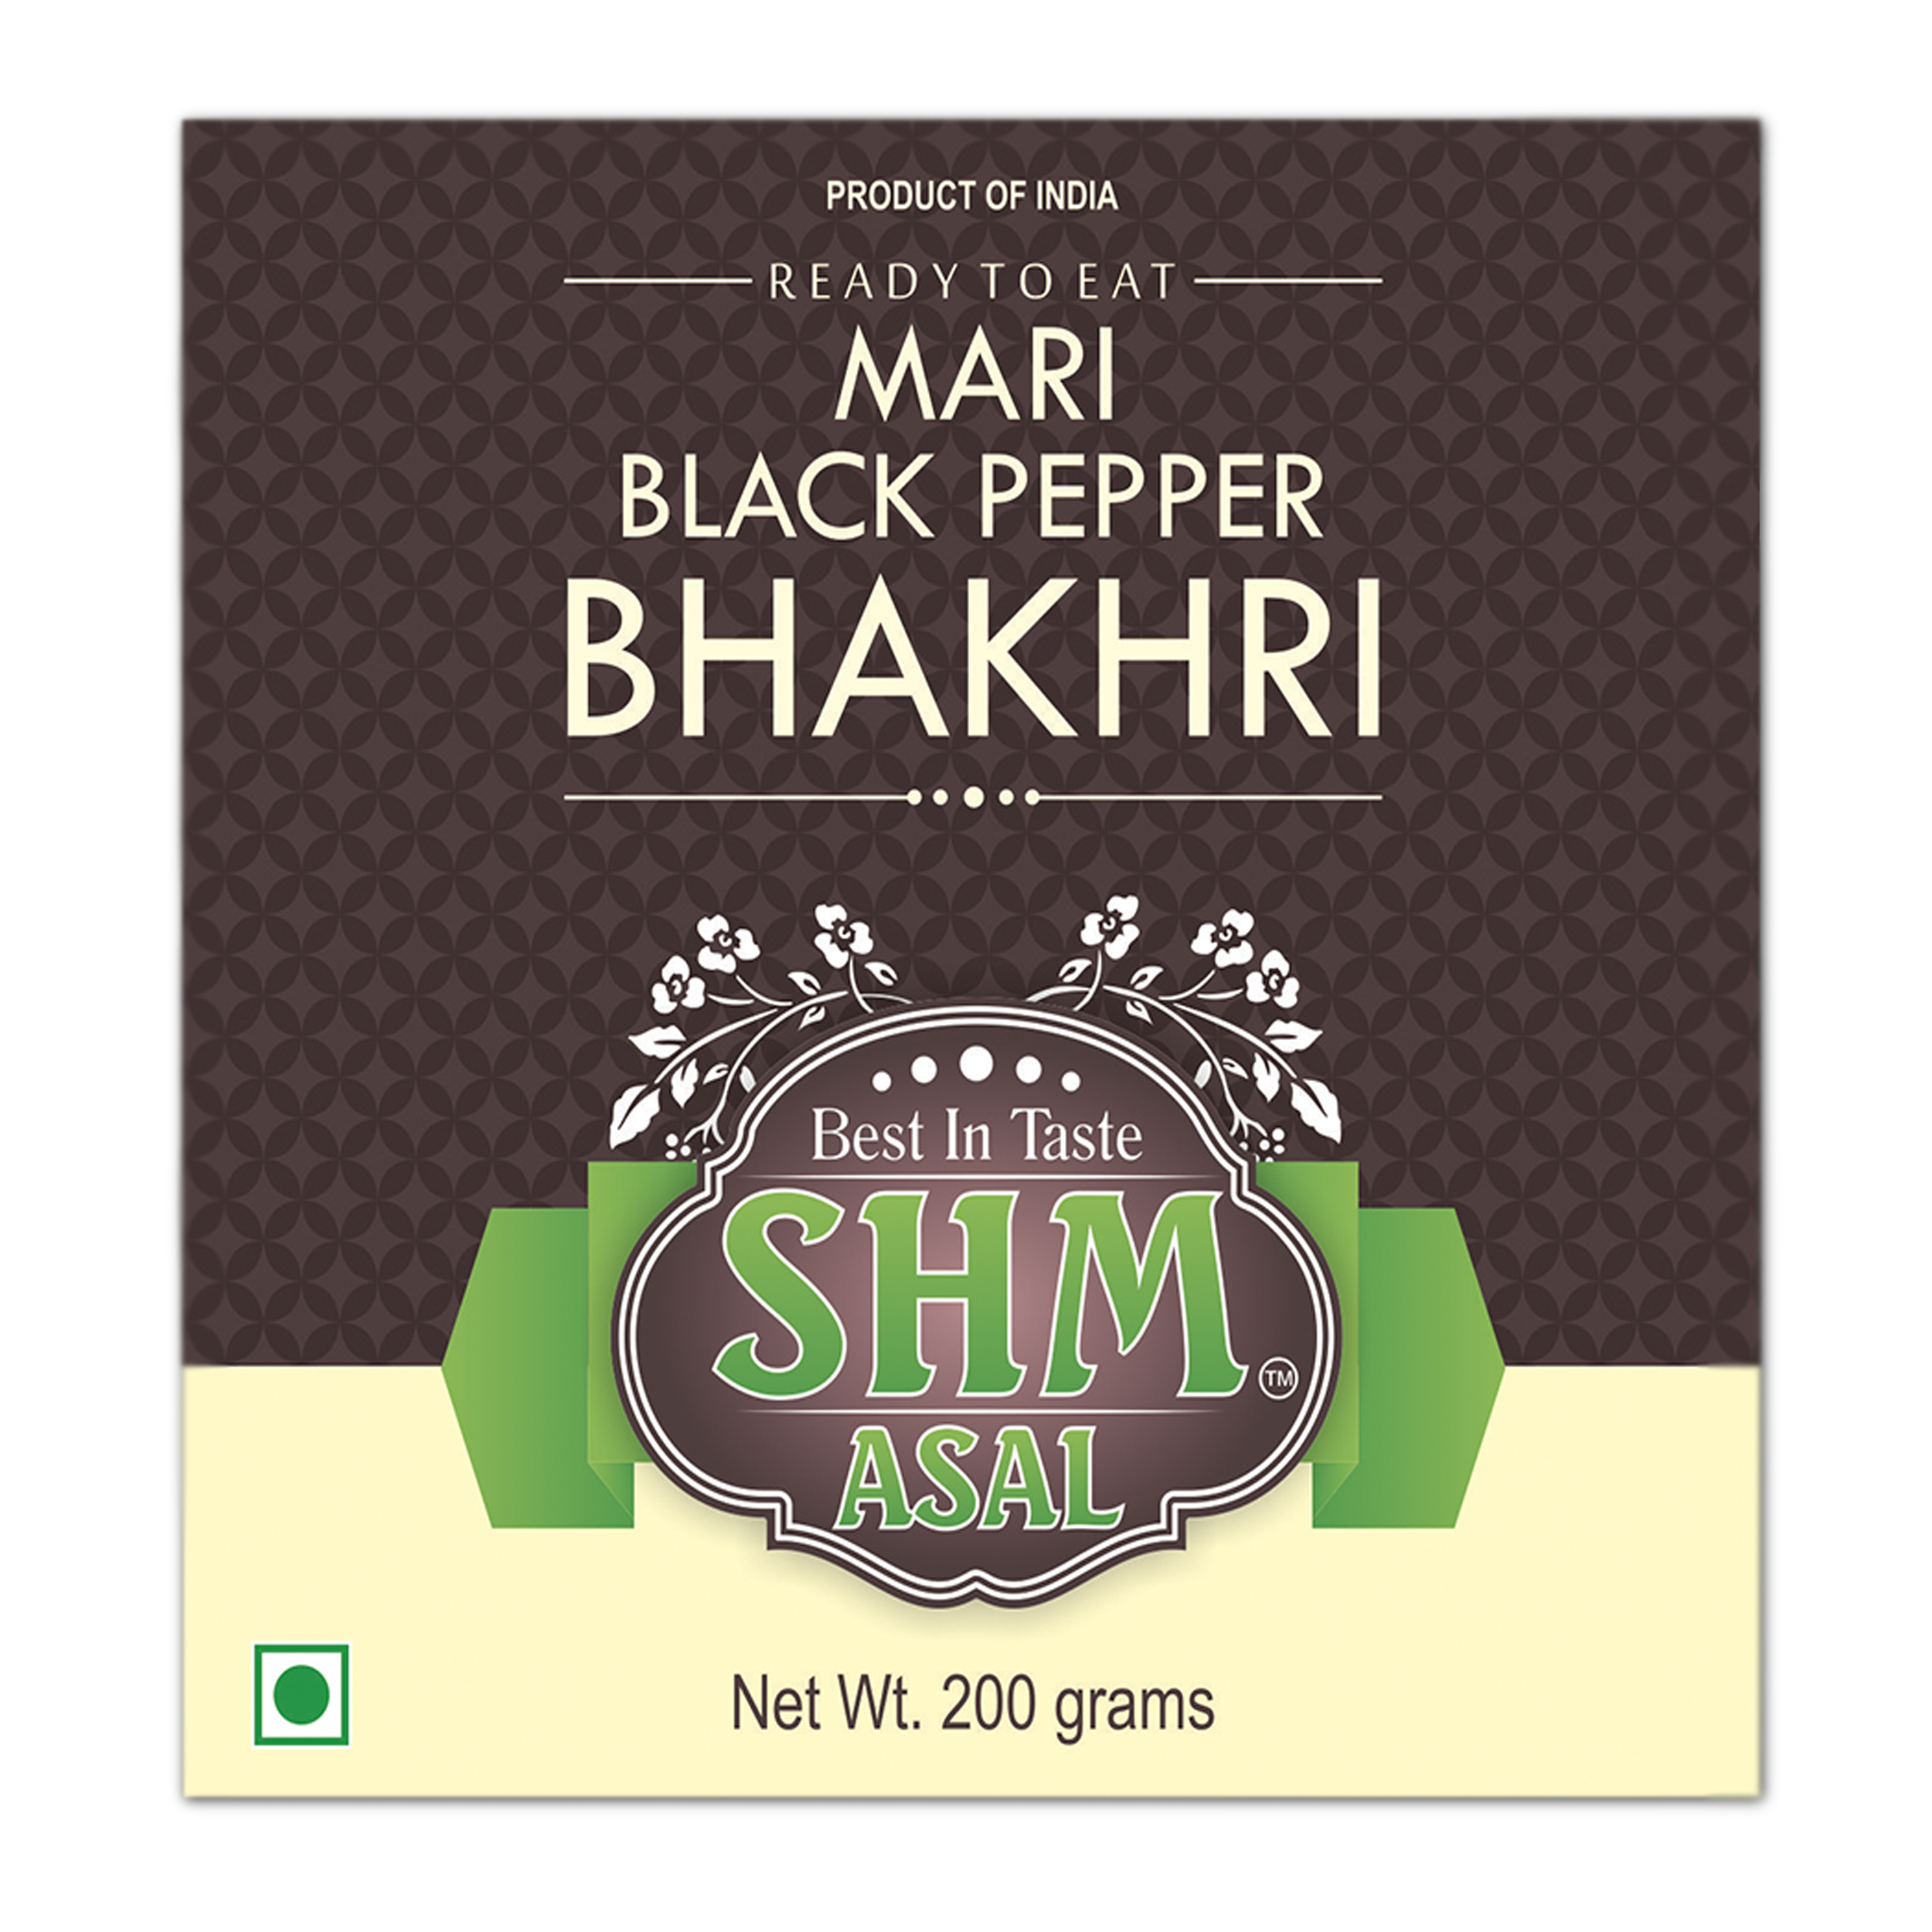 PRODUCT OF INDIA
READY TO EAT
MARI
BLACK PEPPER
BHAKHRI
Best In Taste
SHM TM
ASAL
Net Wt. 200 grams